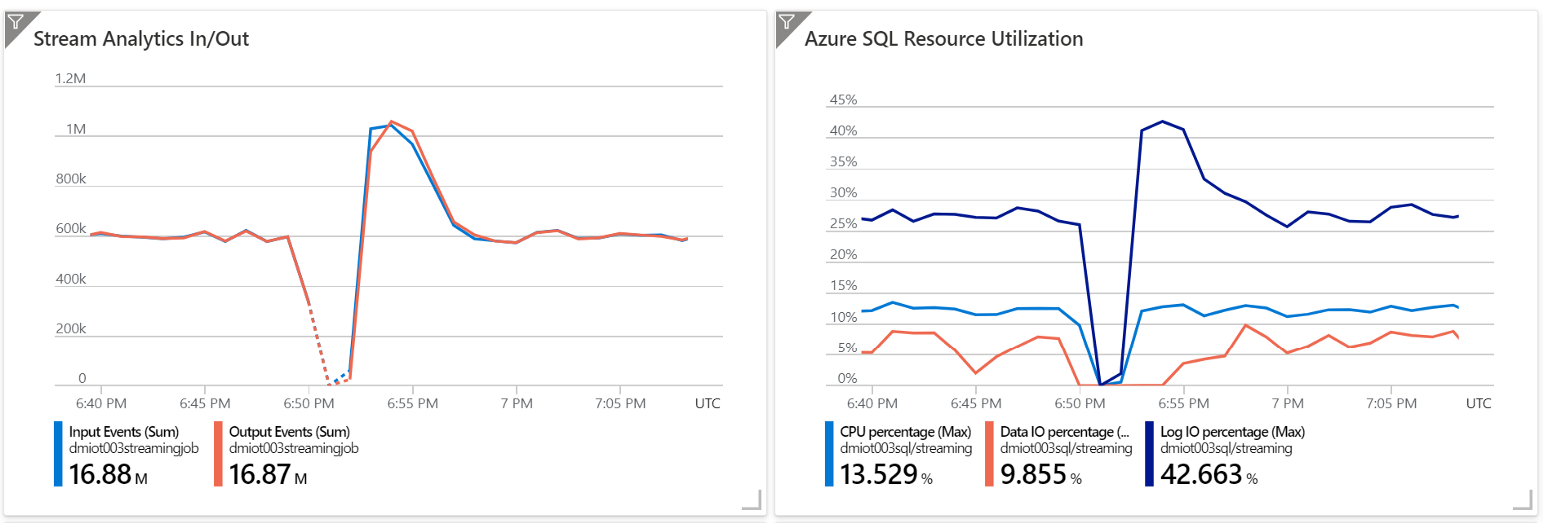 Stream Analytics In/Out
1.2M
1M
800k
600k
400k
200k
0
6:40 PM 6:45 PM 6:50 PM 6:55 PM 7 PM 7:05 PM UTC
Input Events (Sum)
dmiot003streamingjob
16.88 M
Output Events (Sum)
dmiot003streamingjob
16.87 M
Azure SQL Resource Utilization
45%
40%
35%
30%
25%
20%
15%
10%
5%
0%
6:40 PM 6:45 PM 6:50 PM 6:55 PM 7 PM 7:05 PM UTC
CPU percentage (Max)
dmiot003sql/streaming
13.529 %
Data IO percentage (...
dmiot003sql/streaming
9.855 %
Log IO percentage (Max)
dmiot003sql/streaming
42.663 %